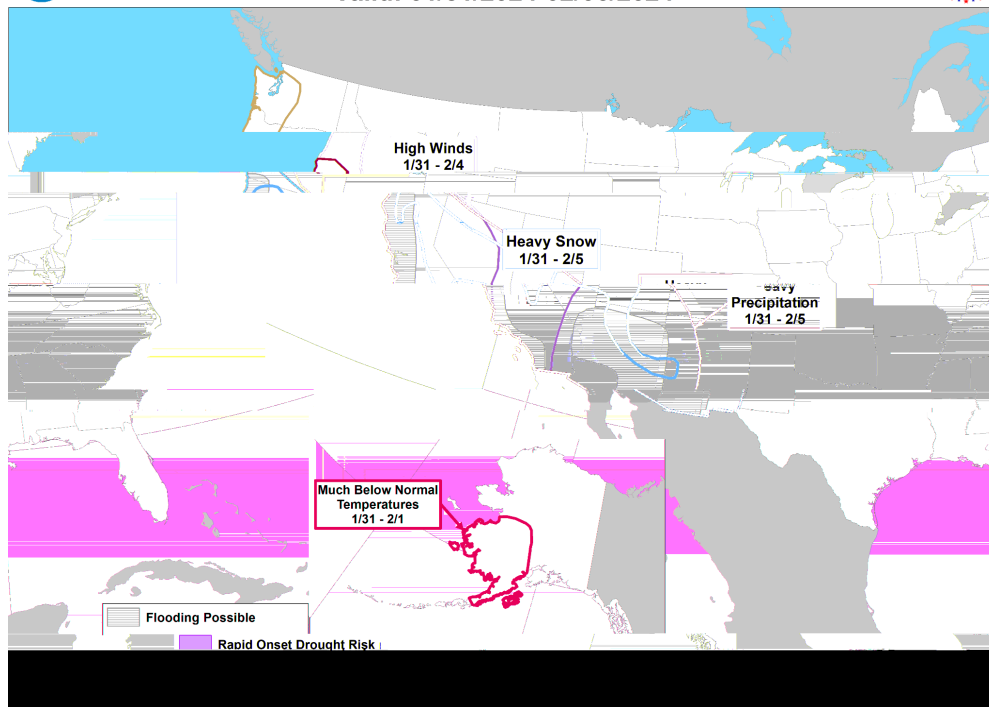 High Winds
1/31 - 2/4
Heavy Snow
1/31 - 2/5
Precipitation
1/31 - 2/5
Much Below Normal
Temperatures
1/31 - 2/1
Flooding Possible
Rapid Onset Drought Risk